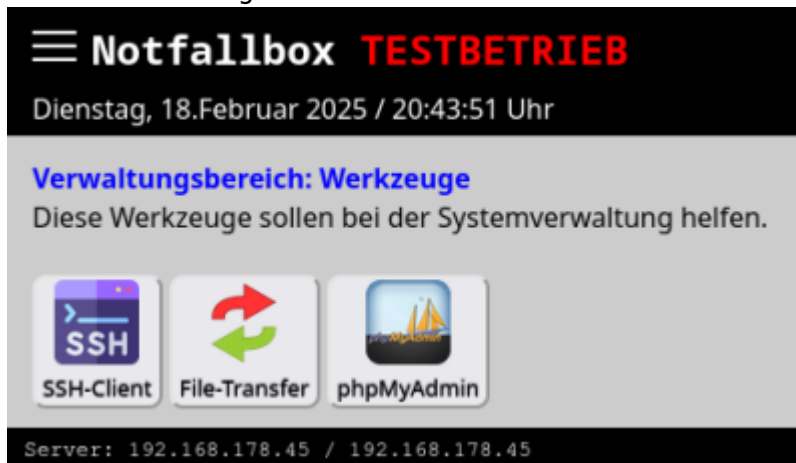 Notfallbox TESTBETRIEB
Dienstag, 18.Februar 2025 / 20:43:51 Uhr
Verwaltungsbereich: Werkzeuge
Diese Werkzeuge sollen bei der Systemverwaltung helfen.
>_
SSH
phpMyAdmin
SSH-Client File-Transfer phpMyAdmin
Server: 192.168.178.45 / 192.168.178.45